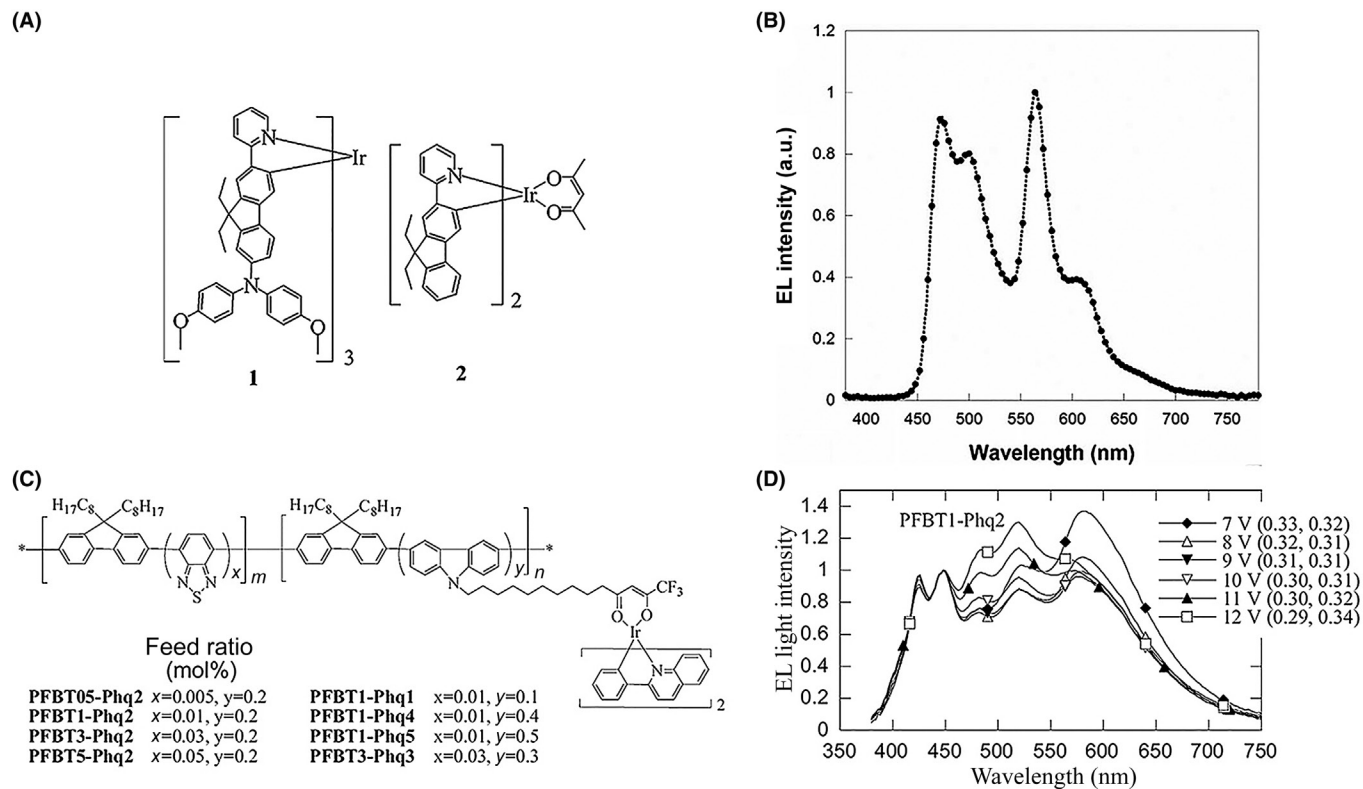 (A)
N
Ir
N
O
O
3
1
N
Ir
O
O
2
2
(B)
1.2
1
0.8
0.6
0.4
0.2
0
EL intensity (a.u.)
400 450 500 550 600 650 700 750
Wavelength (nm)
(C)
H17C8 C8H17
H17C8 C8H17
* x m y n *
N N
S
N
CF3
O O
Ir
N
2
Feed ratio
(mol%)
PFBT05-Phq2 x=0.005, y=0.2 PFBT1-Phq1 x=0.01, y=0.1
PFBT1-Phq2 x=0.01, y=0.2 PFBT1-Phq4 x=0.01, y=0.4
PFBT3-Phq2 x=0.03, y=0.2 PFBT1-Phq5 x=0.01, y=0.5
PFBT5-Phq2 x=0.05, y=0.2 PFBT3-Phq3 x=0.03, y=0.3
(D)
PFBT1-Phq2
1.4
1.2
1
0.8
0.6
0.4
0.2
0
EL light intensity
350 400 450 500 550 600 650 700 750
Wavelength (nm)
7 V (0.33, 0.32)
8 V (0.32, 0.31)
9 V (0.31, 0.31)
10 V (0.30, 0.31)
11 V (0.30, 0.32)
12 V (0.29, 0.34)